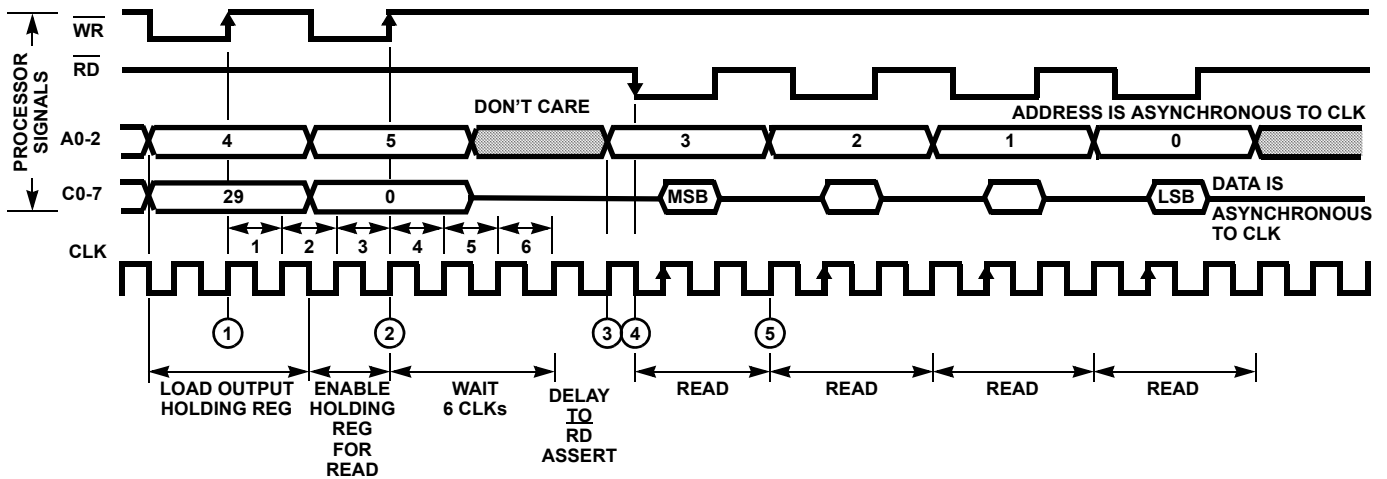 PROCESSOR
SIGNALS
WR
RD
DON'T CARE
ADDRESS IS ASYNCHRONOUS TO CLK
A0-2
4
5
3
2
1
0
C0-7
29
0
MSB
LSB
DATA IS
ASYNCHRONOUS
TO CLK
1
2
3
4
5
6
CLK
1
2
3
4
5
LOAD OUTPUT
HOLDING REG
ENABLE
HOLDING
REG
FOR
READ
WAIT
6 CLKs
DELAY
TO
RD
ASSERT
READ
READ
READ
READ